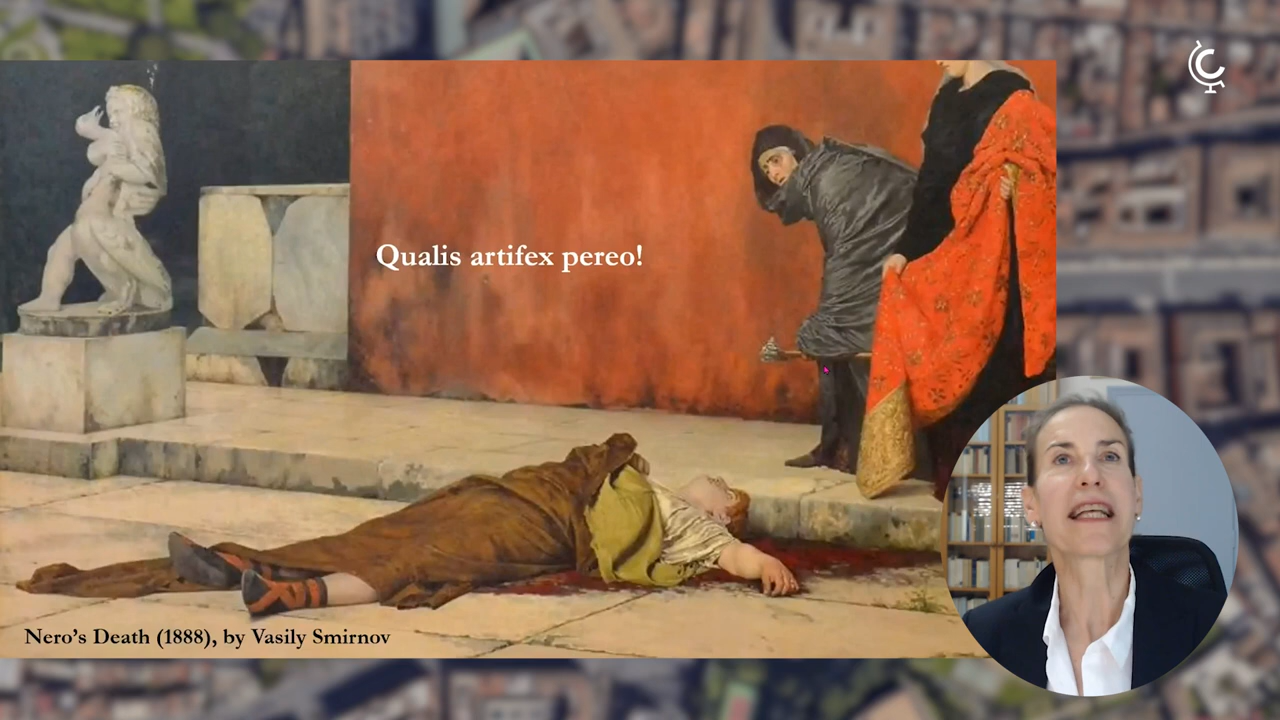 Qualis artifex pereo!
Nero's Death (1888), by Vasily Smirnov